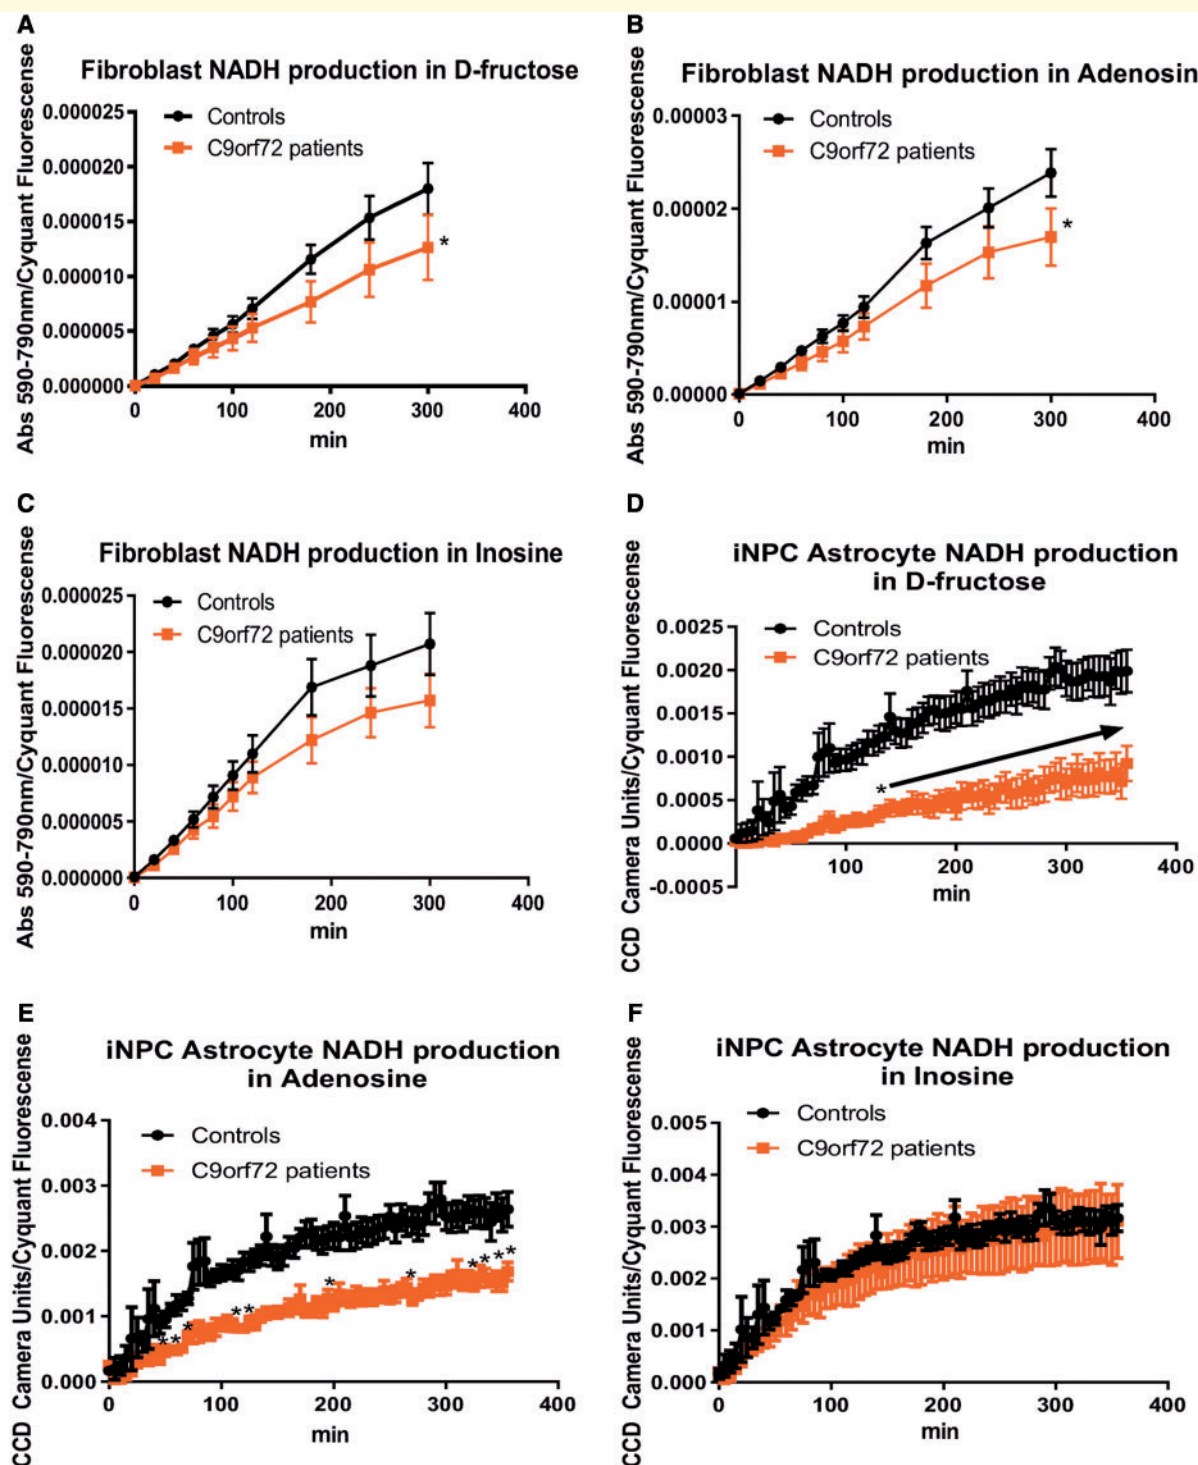 A
Fibroblast NADH production in D-fructose
Abs 590-790nm/Cyquant Fluorescense
Controls
C9orf72 patients
0.000025
0.000020
0.000015
0.000010
0.000005
0.000000
*
0 100 200 300 400
min
B
Fibroblast NADH production in Adenosin
Abs 590-790nm/Cyquant Fluorescense
Controls
C9orf72 patients
0.00003
0.00002
0.00001
0.00000
*
0 100 200 300 400
min
C
Fibroblast NADH production in Inosine
Abs 590-790nm/Cyquant Fluorescense
Controls
C9orf72 patients
0.000025
0.000020
0.000015
0.000010
0.000005
0.000000
0 100 200 300 400
min
D
iNPC Astrocyte NADH production
in D-fructose
CCD Camera Units/Cyquant Fluorescense
Controls
C9orf72 patients
0.0025
0.0020
0.0015
0.0010
0.0005
0.0000
-0.0005
*
100 200 300 400
min
E
iNPC Astrocyte NADH production
in Adenosine
CCD Camera Units/Cyquant Fluorescense
Controls
C9orf72 patients
0.004
0.003
0.002
0.001
0.000
* * * * * * * * * * *
0 100 200 300 400
min
F
iNPC Astrocyte NADH production
in Inosine
CCD Camera Units/Cyquant Fluorescense
Controls
C9orf72 patients
0.005
0.004
0.003
0.002
0.001
0.000
0 100 200 300 400
min